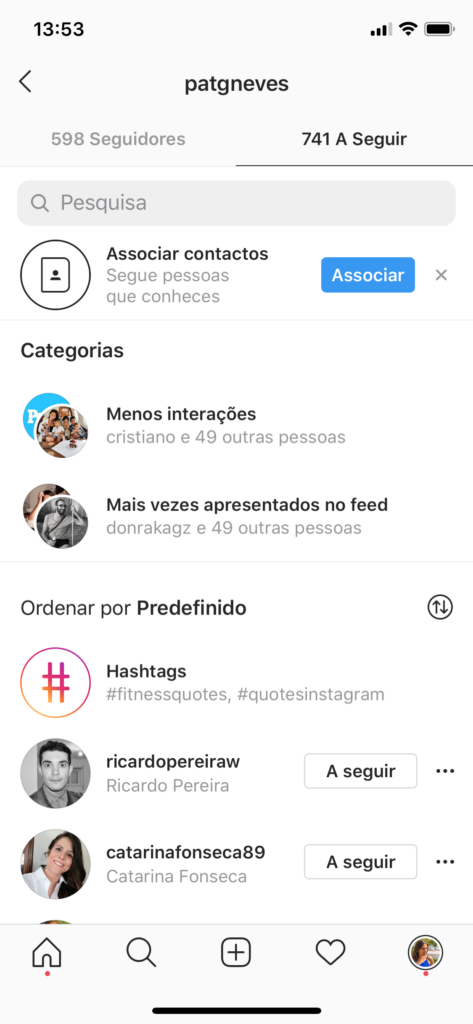 13:53
patgneves
598 Seguidores
741 A Seguir
Pesquisa
Associar contactos
Segue pessoas
que conheces
Associar
Categorias
Menos interações
cristiano e 49 outras pessoas
Mais vezes apresentados no feed
donrakagz e 49 outras pessoas
Ordenar por Predefinido
Hashtags
#fitnessquotes, #quotesinstagram
ricardopereiraw
Ricardo Pereira
A seguir
catarinafonseca89
Catarina Fonseca
A seguir